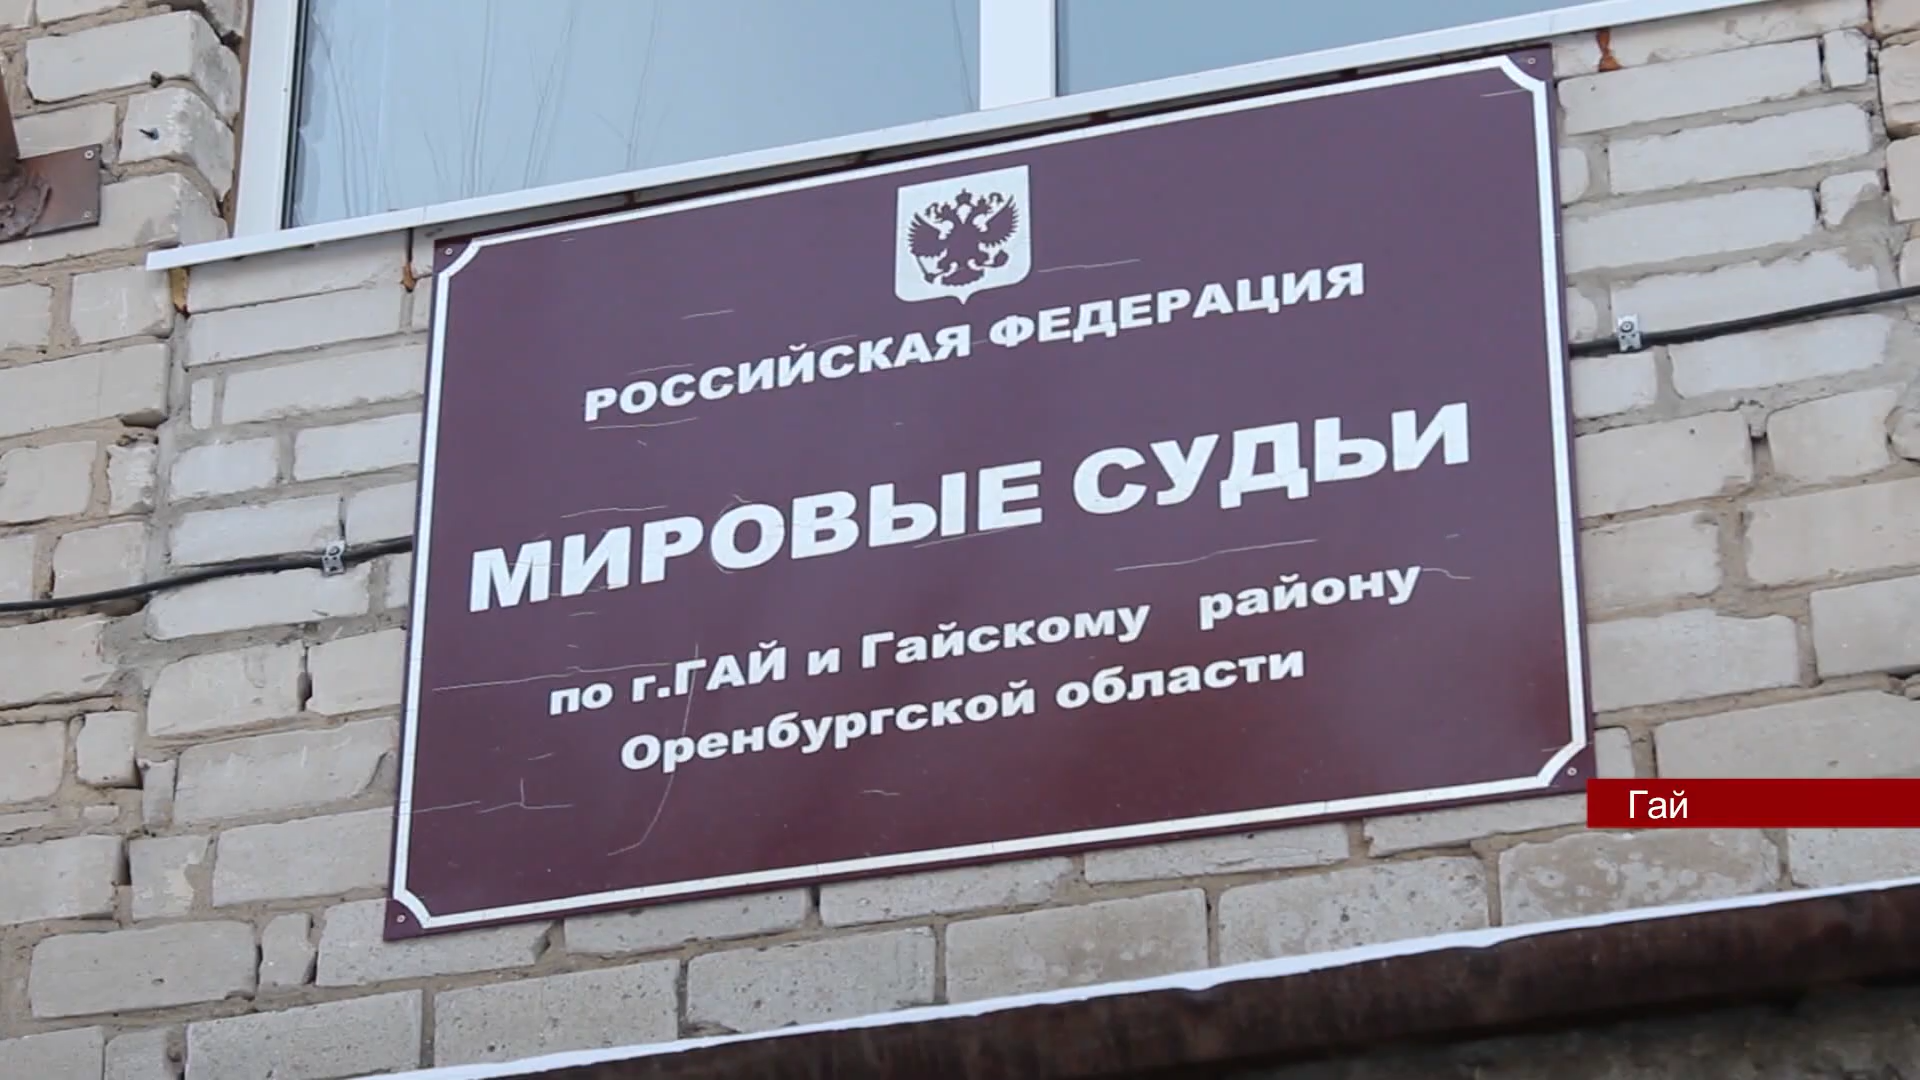 РОССИЙСКАЯ ФЕДЕРАЦИЯ
МИРОВЫЕ СУДЬИ
по г.ГАЙ и Гайскому району
Оренбургской области
Гай